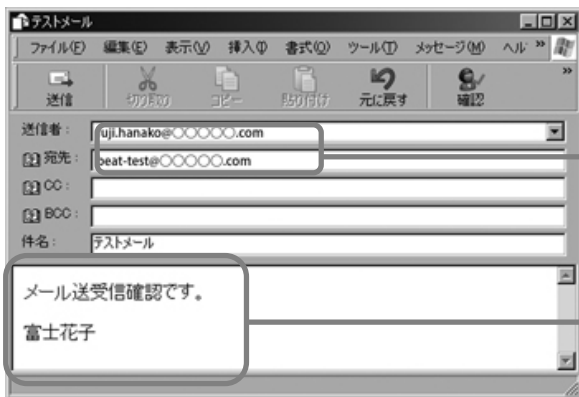 テストメール
ファイル(F) 編集(E) 表示(V) 挿入(I) 書式(O) ツール(T) メッセージ(M) ヘル »
送信 切り取り コピー 貼り付け 元に戻す 確認 »
送信者: uji.hanako@○○○○○.com
宛先: beat-test@○○○○○.com
CC:
BCC:
件名: テストメール
メール送受信確認です。
富士花子